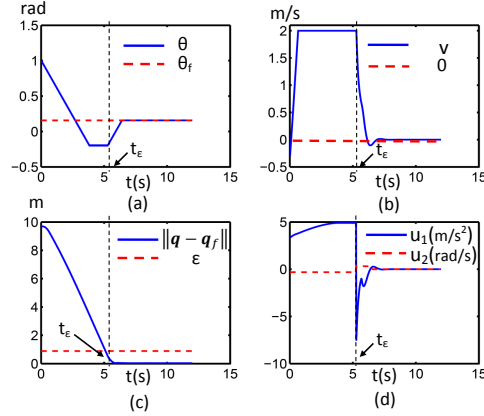 rad
1.5
1
0.5
0
-0.5
0 5 10 15
θ
θf
tε
t(s)
(a)
m/s
2
1.5
1
0.5
0
-0.5
0 5 10 15
v
0
tε
t(s)
(b)
m
10
8
6
4
2
0
0 5 10 15
‖q − qf‖
ε
tε
t(s)
(c)
5
0
-5
-10
0 5 10 15
u1(m/s²)
u2(rad/s)
tε
t(s)
(d)